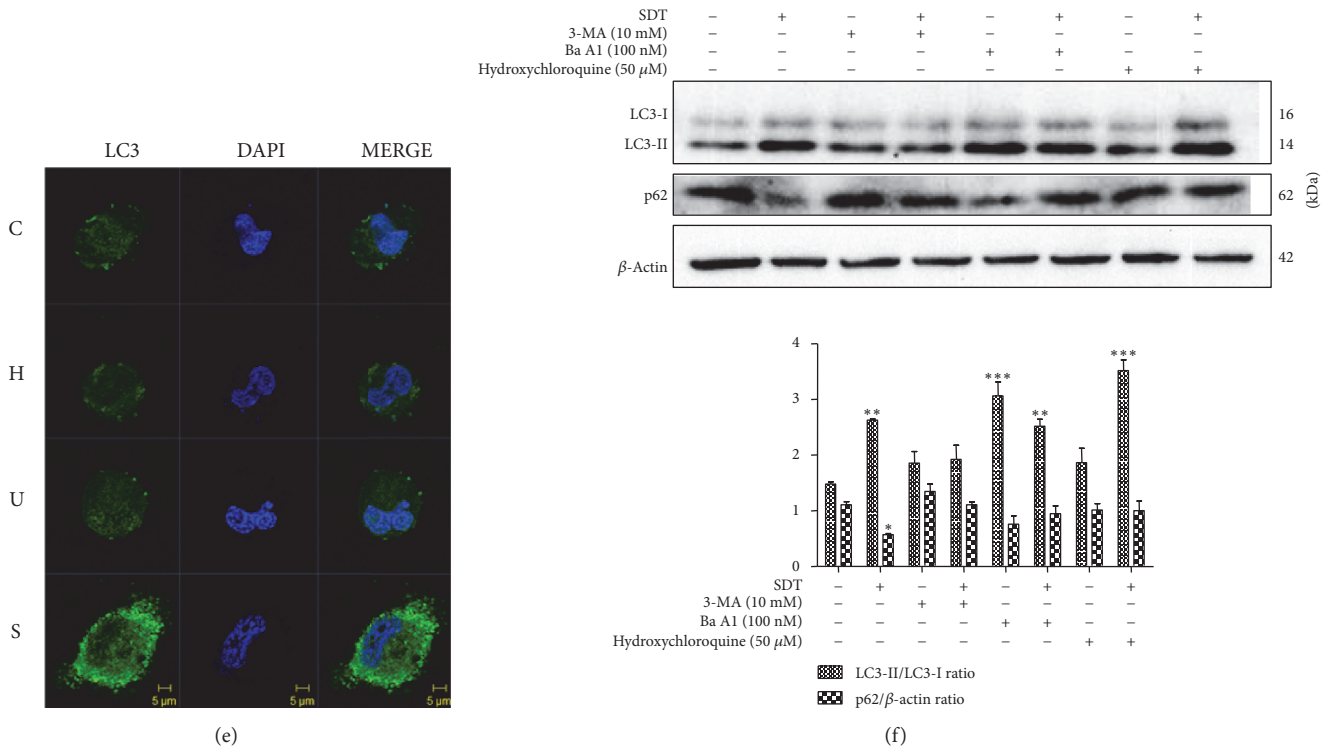 LC3 DAPI MERGE
C
H
U
S
5 μm 5 μm 5 μm
(e)
SDT − + − + − + − +
3-MA (10 mM) − − + + − − − −
Ba A1 (100 nM) − − − − + + − −
Hydroxychloroquine (50 μM) − − − − − − + +
LC3-I 16
LC3-II 14
p62 62
β-Actin 42
(kDa)
4
3
2
1
0
** * *** ** ***
SDT − + − + − + − +
3-MA (10 mM) − − + + − − − −
Ba A1 (100 nM) − − − − + + − −
Hydroxychloroquine (50 μM) − − − − − − + +
LC3-II/LC3-I ratio
p62/β-actin ratio
(f)